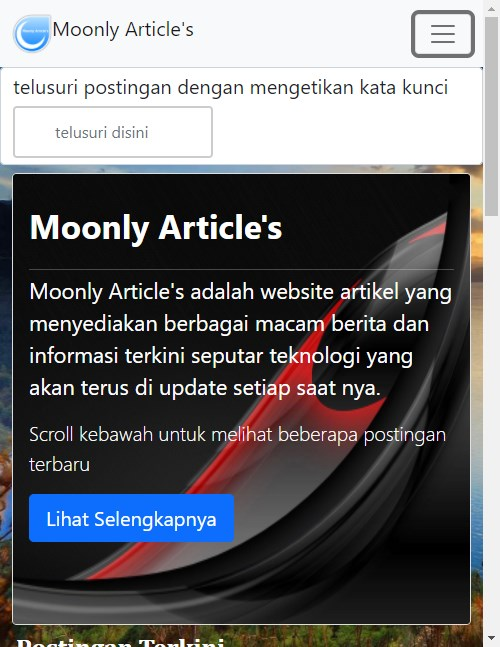 Moonly Article's
telusuri postingan dengan mengetikan kata kunci
telusuri disini
Moonly Article's
Moonly Article's adalah website artikel yang
menyediakan berbagai macam berita dan
informasi terkini seputar teknologi yang
akan terus di update setiap saat nya.
Scroll kebawah untuk melihat beberapa postingan
terbaru
Lihat Selengkapnya
Postingan Terkini